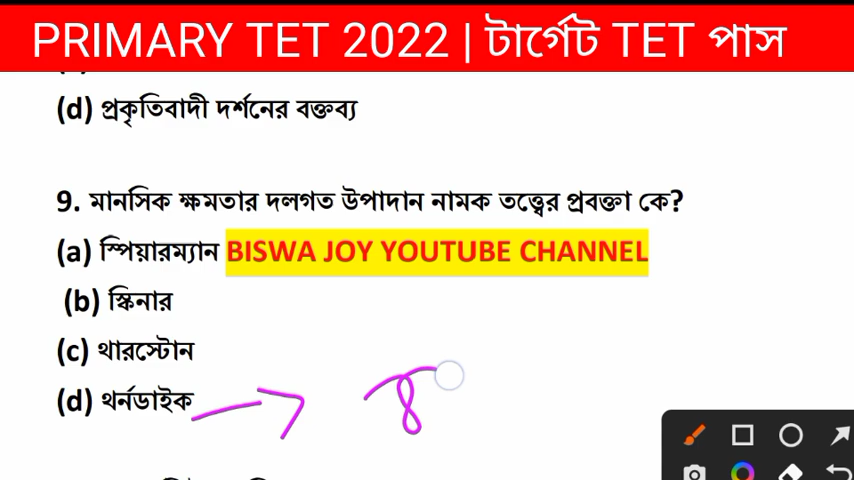 PRIMARY TET 2022 | টার্গেট TET পাস
(d) প্রকৃতিবাদী দর্শনের বক্তব্য
9. মানসিক ক্ষমতার দলগত উপাদান নামক তত্ত্বের প্রবক্তা কে?
(a) স্পিয়ারম্যান BISWA JOY YOUTUBE CHANNEL
(b) স্কিনার
(c) থারস্টোন
(d) থর্নডাইক